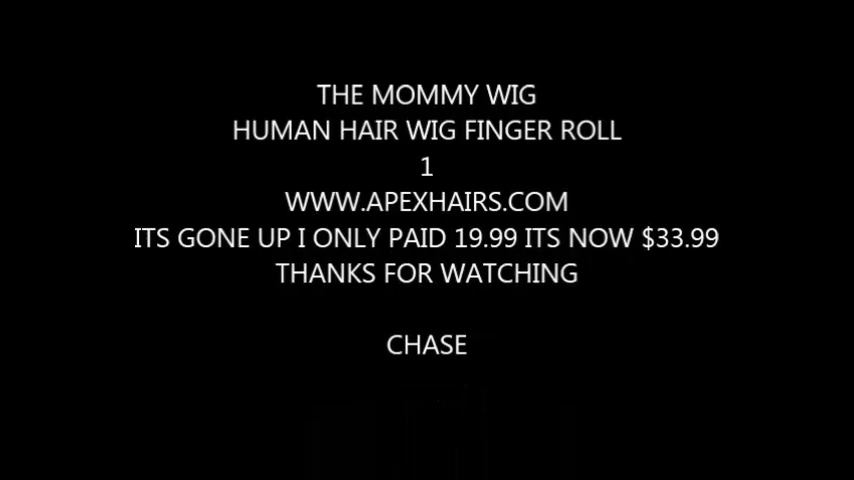 THE MOMMY WIG
HUMAN HAIR WIG FINGER ROLL
1
WWW.APEXHAIRS.COM
ITS GONE UP I ONLY PAID 19.99 ITS NOW $33.99
THANKS FOR WATCHING
CHASE